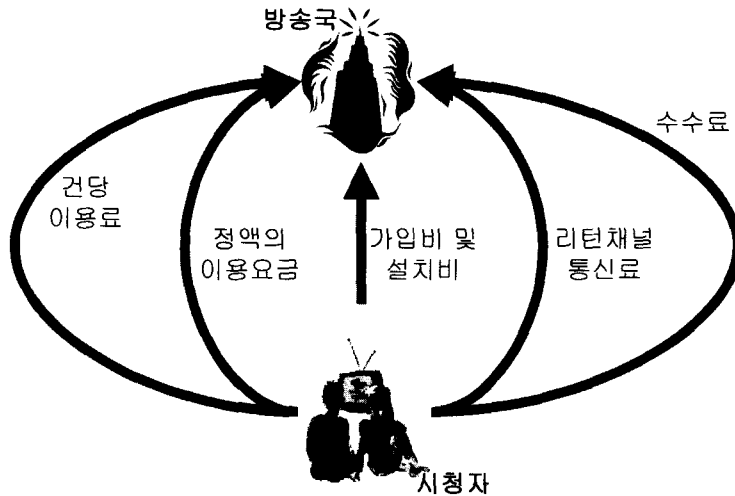 방송국
수수료
건당
이용료
정액의
이용요금
가입비 및
설치비
리턴채널
통신료
시청자